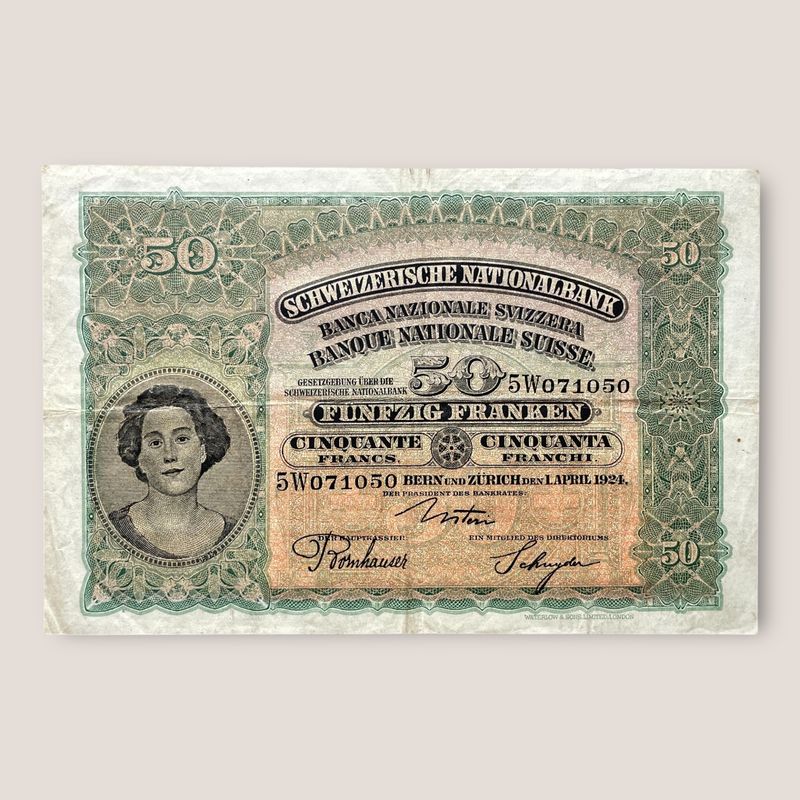 50
50
SCHWEIZERISCHE NATIONALBANK
BANCA NAZIONALE SVIZZERA
BANQUE NATIONALE SUISSE.
GESETZGEBUNG ÜBER DIE
SCHWEIZERISCHE NATIONALBANK
50 5W071050
FÜNFZIG FRANKEN
CINQUANTE CINQUANTA
FRANCS. FRANCHI
5W071050 BERN UND ZÜRICH DEN 1.APRIL 1924.
DER PRÄSIDENT DES BANKRATES:
DER HAUPTKASSIER EIN MITGLIED DES DIREKTORIUMS
Bornhauser Schnyder
50
WATERLOW & SONS LIMITED, LONDON